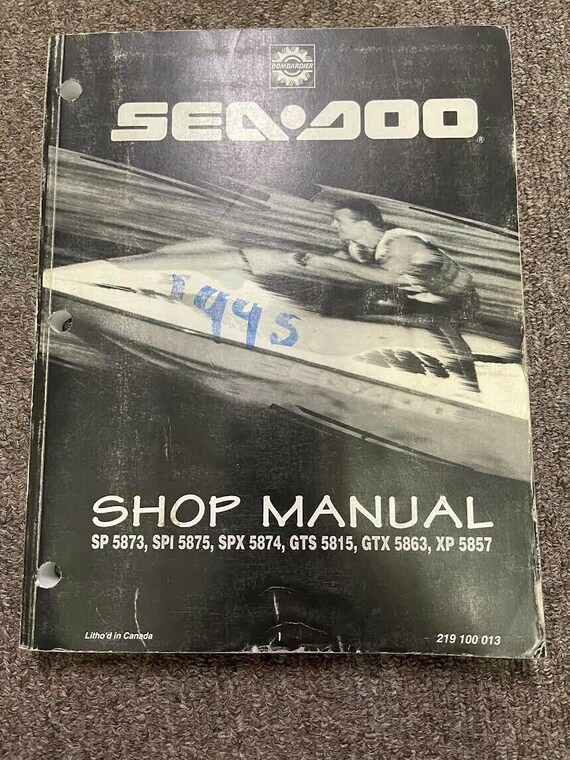 BOMBARDIER
SEA•DOO®
1995
SHOP MANUAL
SP 5873, SPI 5875, SPX 5874, GTS 5815, GTX 5863, XP 5857
Litho'd in Canada
219 100 013